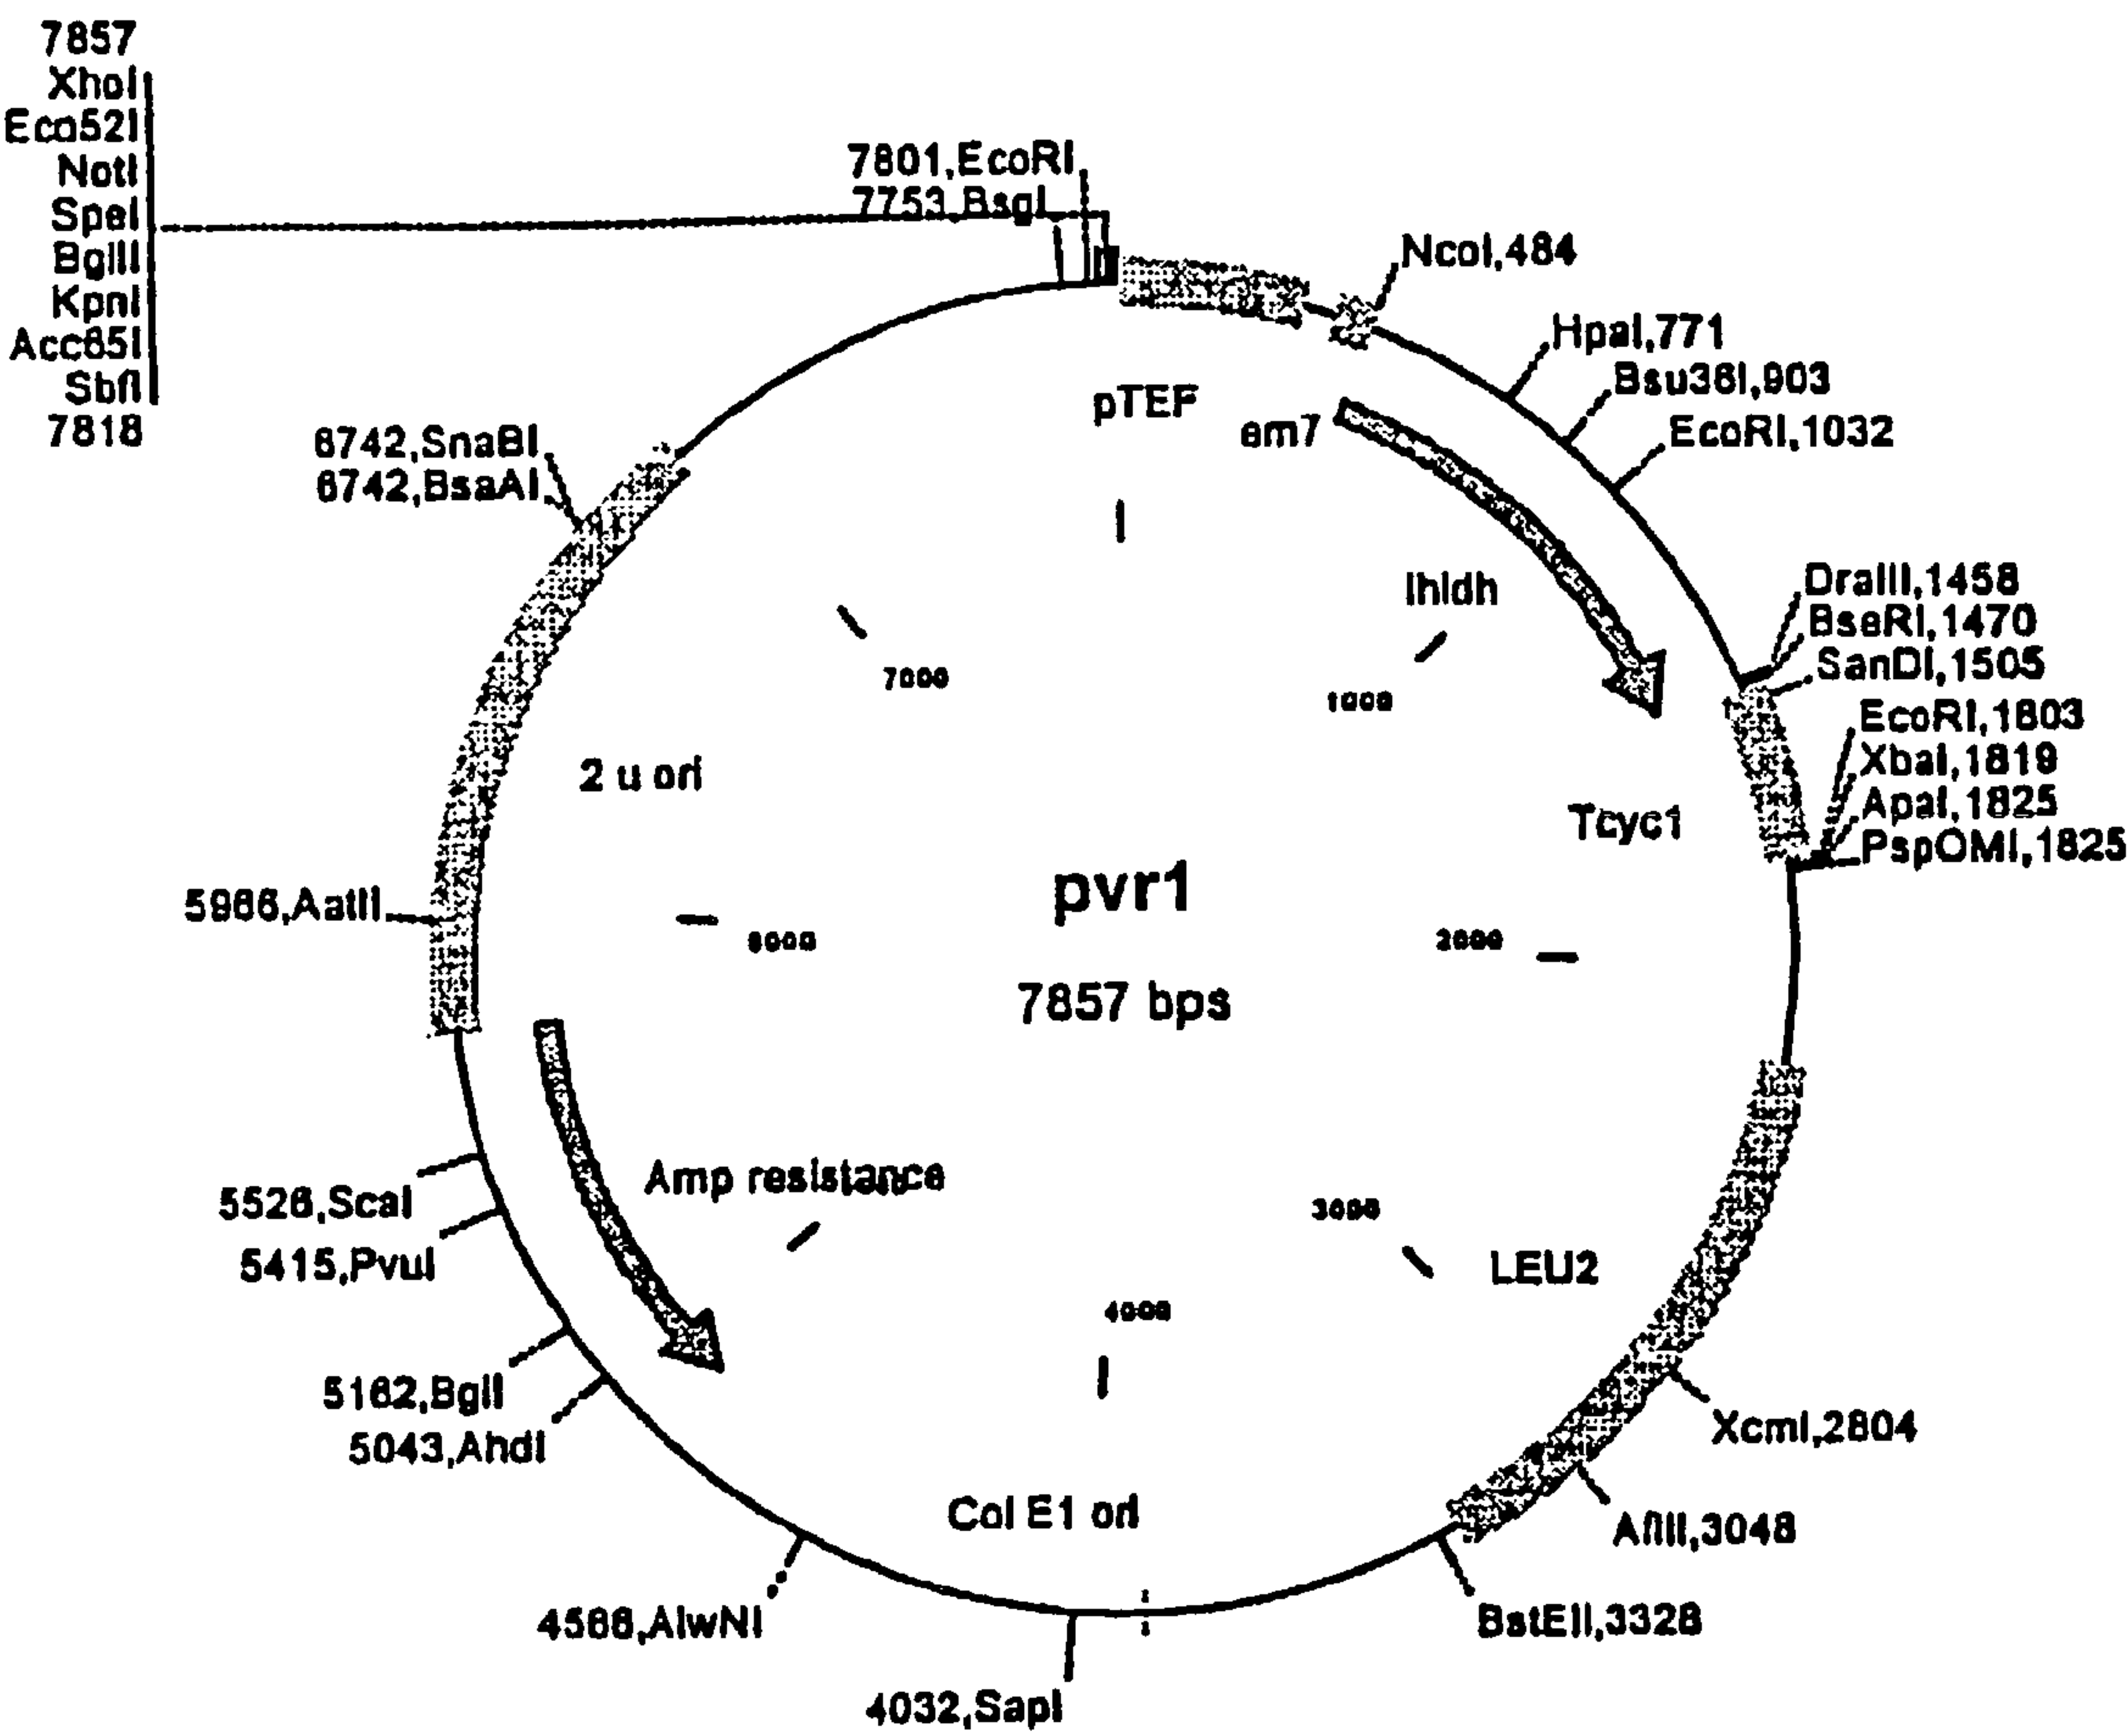 7857
XhoI
Eco52I
NotI
SpeI
BglII
KpnI
Acc65I
SbfI
7818
7801,EcoRI
7753,BsgI
NcoI,484
HpaI,771
Bsu36I,903
EcoRI,1032
DraIII,1458
BseRI,1470
SanDI,1505
EcoRI,1803
XbaI,1819
ApaI,1825
PspOMI,1825
6742,SnaBI
6742,BsaAI
pTEF
em7
lhldh
7000
1000
2 u ori
Tcyc1
5986,AatII
pvr1
6000
2000
7857 bps
Amp resistance
5526,ScaI
3000
5415,PvuI
LEU2
4000
5162,BglI
5043,AhdI
XcmI,2804
Col E1 ori
AflII,3048
4566,AlwNI
BstEII,3328
4032,SapI